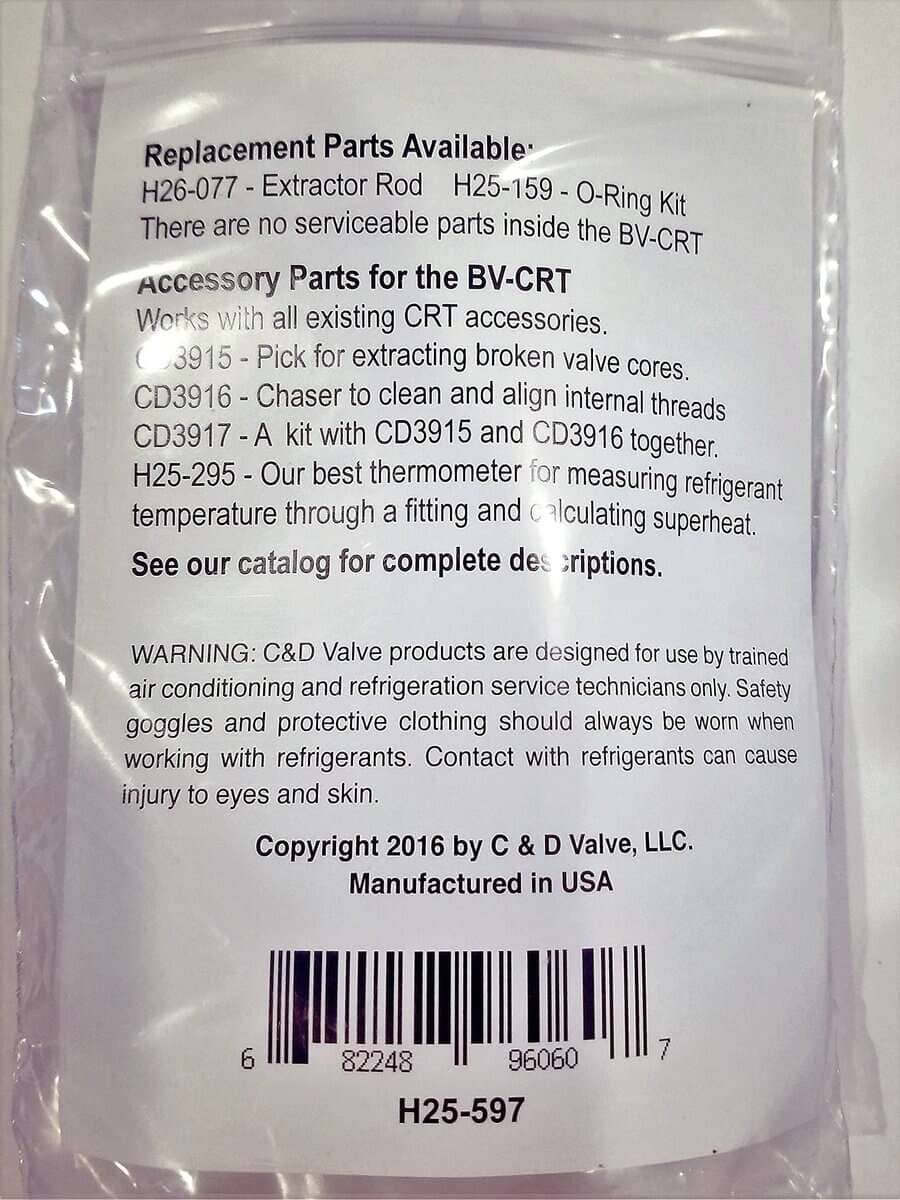 Replacement Parts Available:
H26-077 - Extractor Rod H25-159 - O-Ring Kit
There are no serviceable parts inside the BV-CRT
Accessory Parts for the BV-CRT
Works with all existing CRT accessories.
CD3915 - Pick for extracting broken valve cores.
CD3916 - Chaser to clean and align internal threads
CD3917 - A kit with CD3915 and CD3916 together.
H25-295 - Our best thermometer for measuring refrigerant
temperature through a fitting and calculating superheat.
See our catalog for complete descriptions.
WARNING: C&D Valve products are designed for use by trained
air conditioning and refrigeration service technicians only. Safety
goggles and protective clothing should always be worn when
working with refrigerants. Contact with refrigerants can cause
injury to eyes and skin.
Copyright 2016 by C & D Valve, LLC.
Manufactured in USA
6 82248 96060 7
H25-597